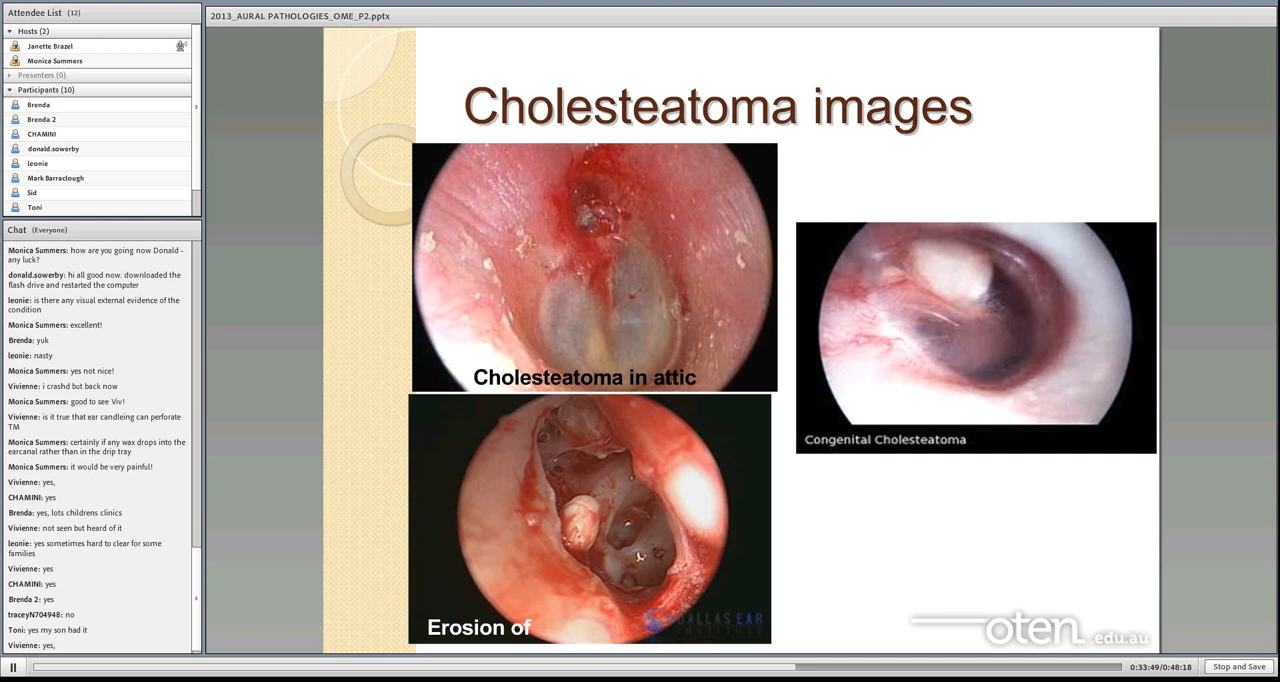 Attendee List (12)
Hosts (2)
Janette Brazel
Monica Summers
Presenters (0)
Participants (10)
Brenda
Brenda 2
CHAMINI
donald.sowerby
leonie
Mark Barraclough
Sid
Toni
Chat (Everyone)
Monica Summers: how are you going now Donald -
any luck?
donald.sowerby: hi all good now. downloaded the
flash drive and restarted the computer
leonie: is there any visual external evidence of the
condition
Monica Summers: excellent!
Brenda: yuk
leonie: nasty
Monica Summers: yes not nice!
Vivienne: i crashd but back now
Monica Summers: good to see Viv!
Vivienne: is it true that ear candleing can perforate
TM
Monica Summers: certainly if any wax drops into the
earcanal rather than in the drip tray
Monica Summers: it would be very painful!
Vivienne: yes,
CHAMINI: yes
Brenda: yes, lots childrens clinics
Vivienne: not seen but heard of it
leonie: yes sometimes hard to clear for some
families
Vivienne: yes
CHAMINI: yes
Brenda 2: yes
traceyN704948: no
Toni: yes my son had it
Vivienne: yes,
2013_AURAL PATHOLOGIES_OME_P2.pptx
Cholesteatoma images
Cholesteatoma in attic
Congenital Cholesteatoma
Erosion of
DALLAS EAR
INSTITUTE
oten.edu.au
0:33:49/0:48:18
Stop and Save